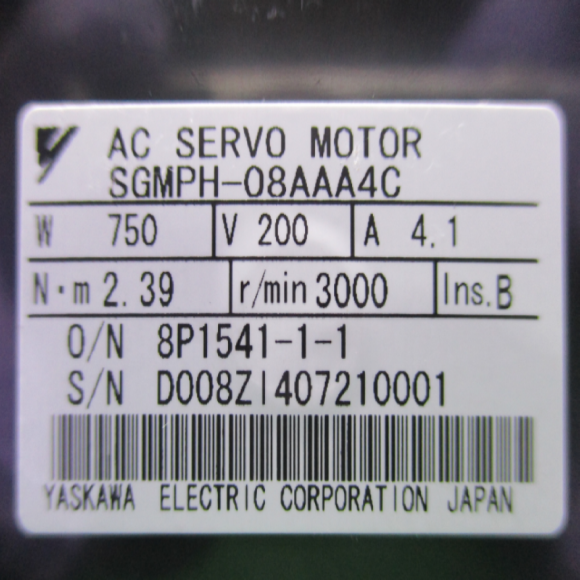 AC SERVO MOTOR
SGMPH-08AAA4C
W 750 V 200 A 4.1
N·m 2.39 r/min 3000 Ins.B
O/N 8P1541-1-1
S/N D008ZI407210001
YASKAWA ELECTRIC CORPORATION JAPAN